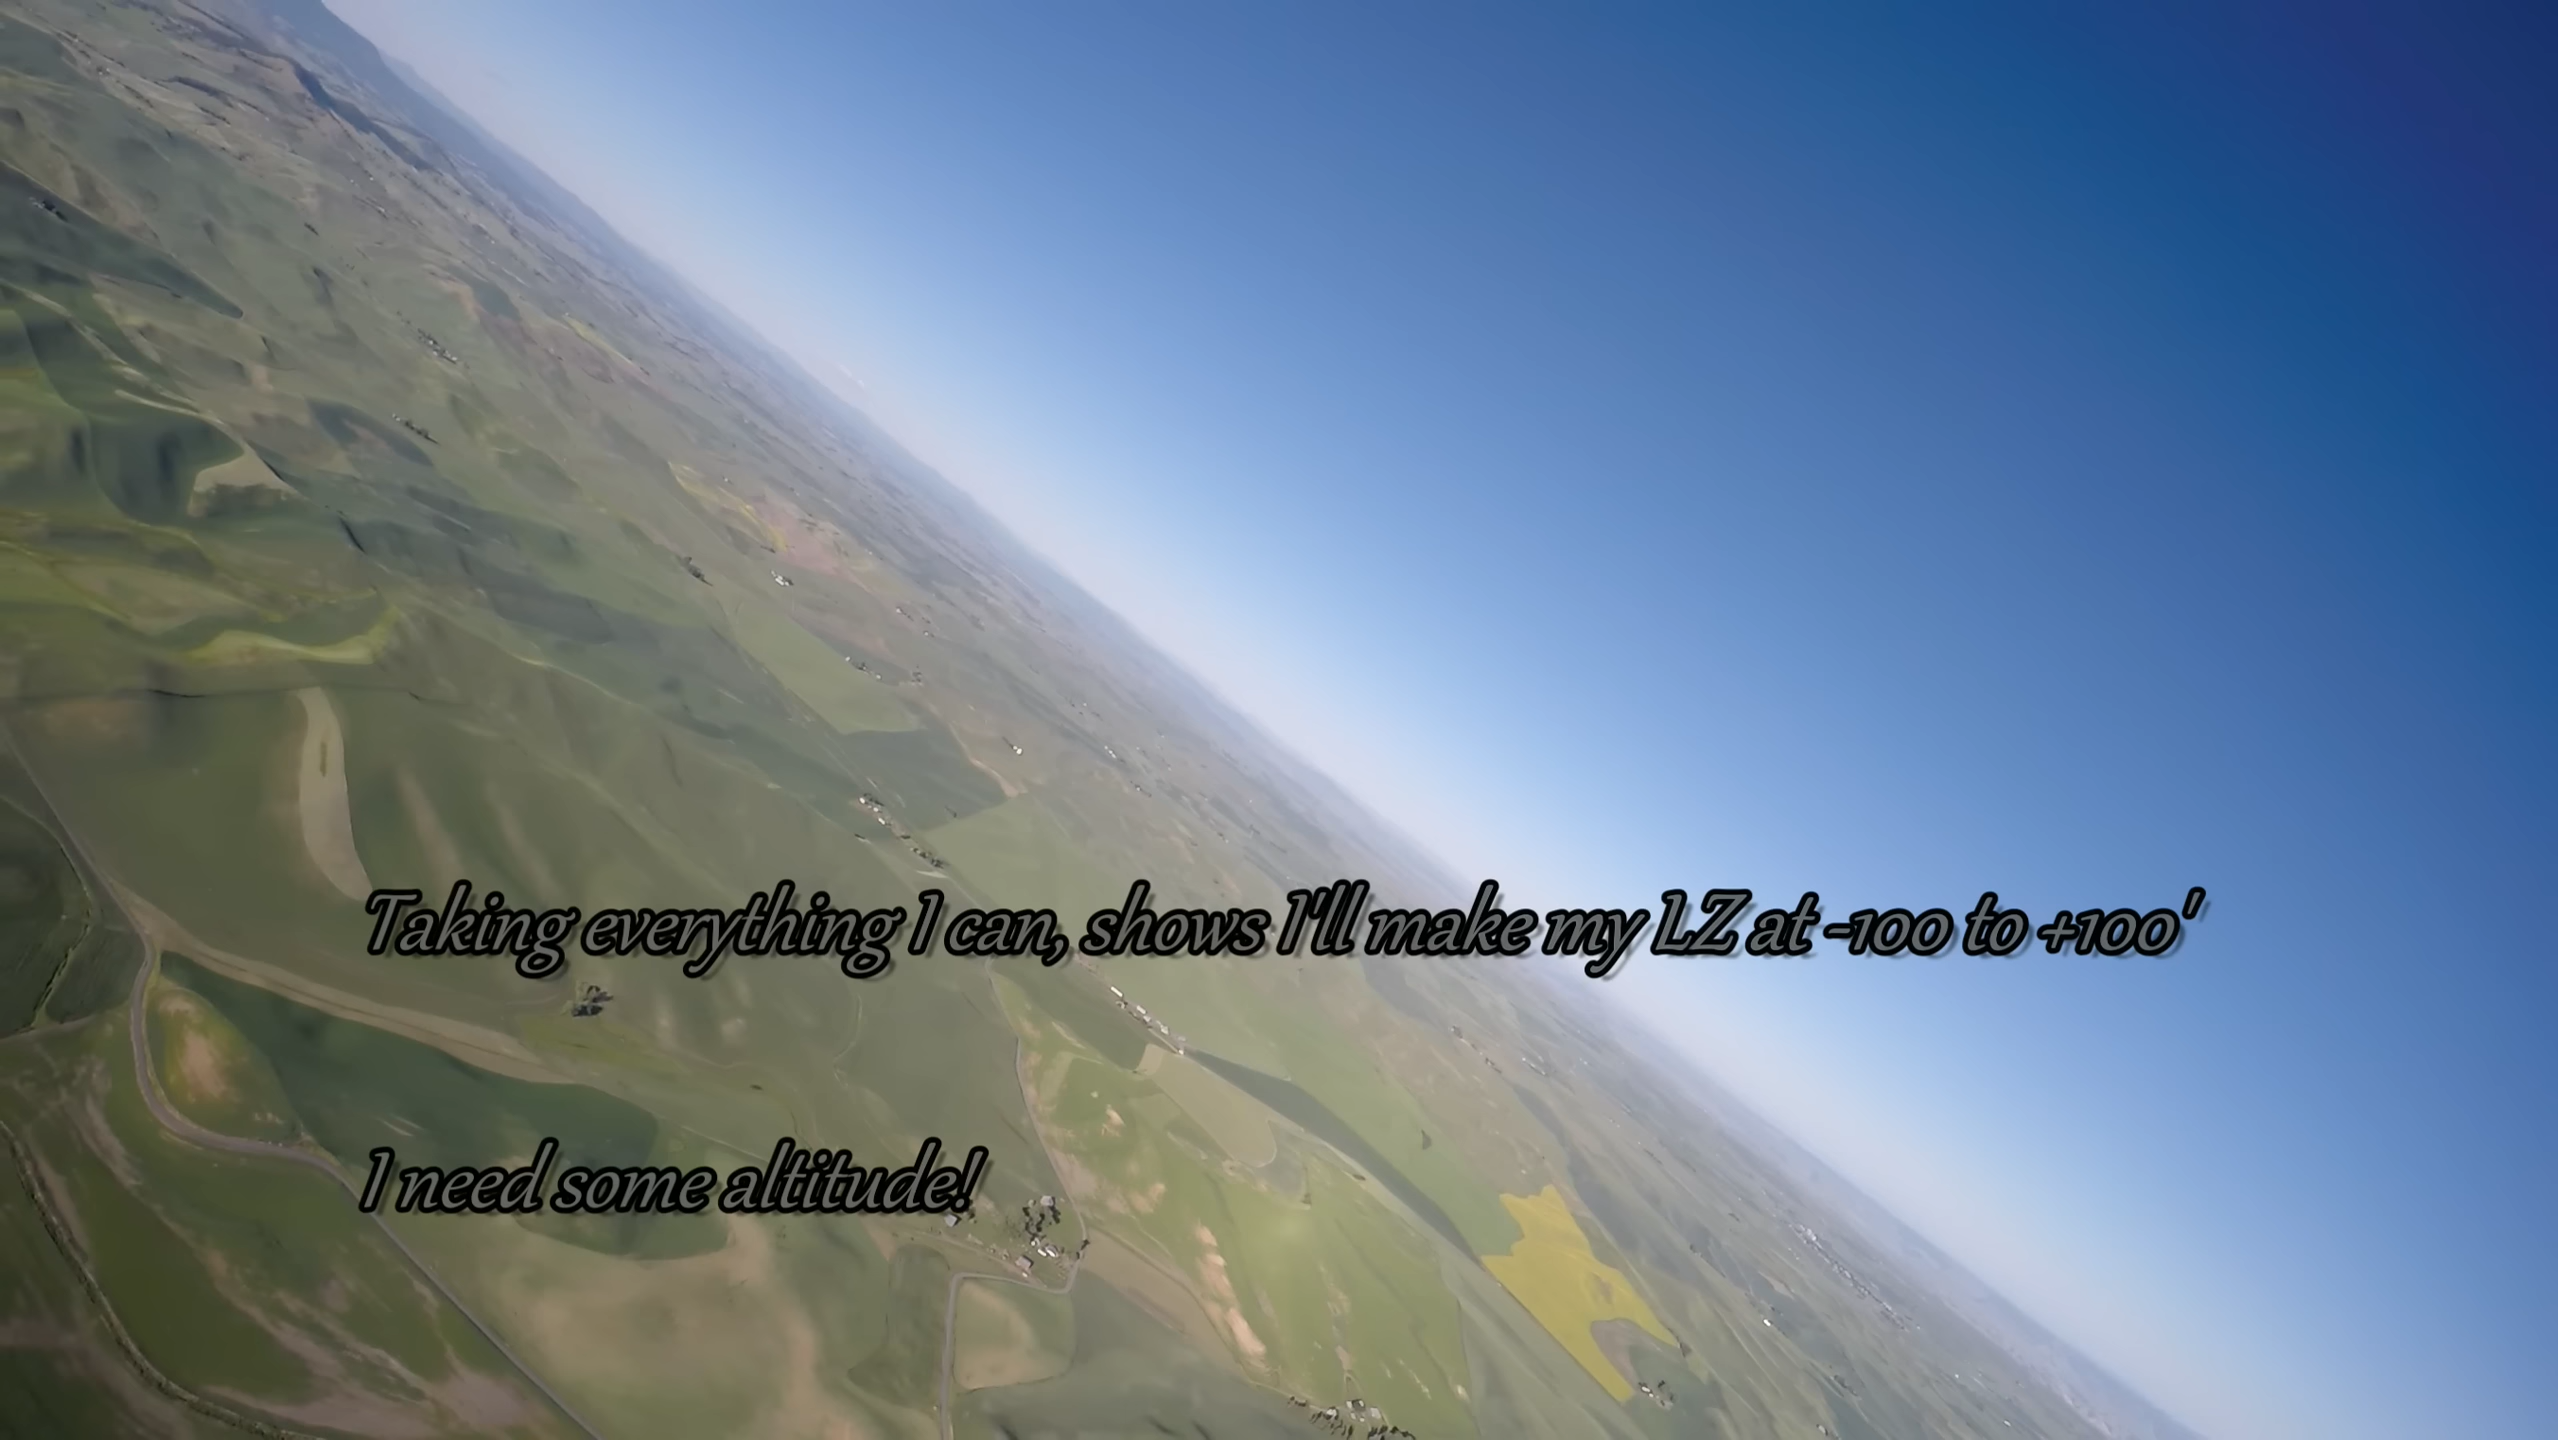 Taking everything I can, shows I'll make my LZ at -100 to +100'
I need some altitude!